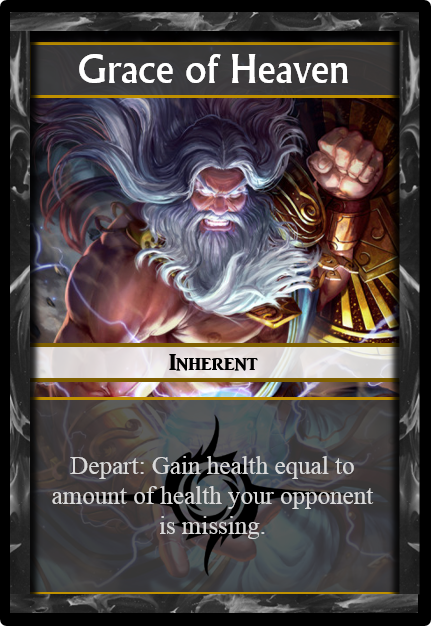 Grace of Heaven
Inherent
Depart: Gain health equal to
amount of health your opponent
is missing.